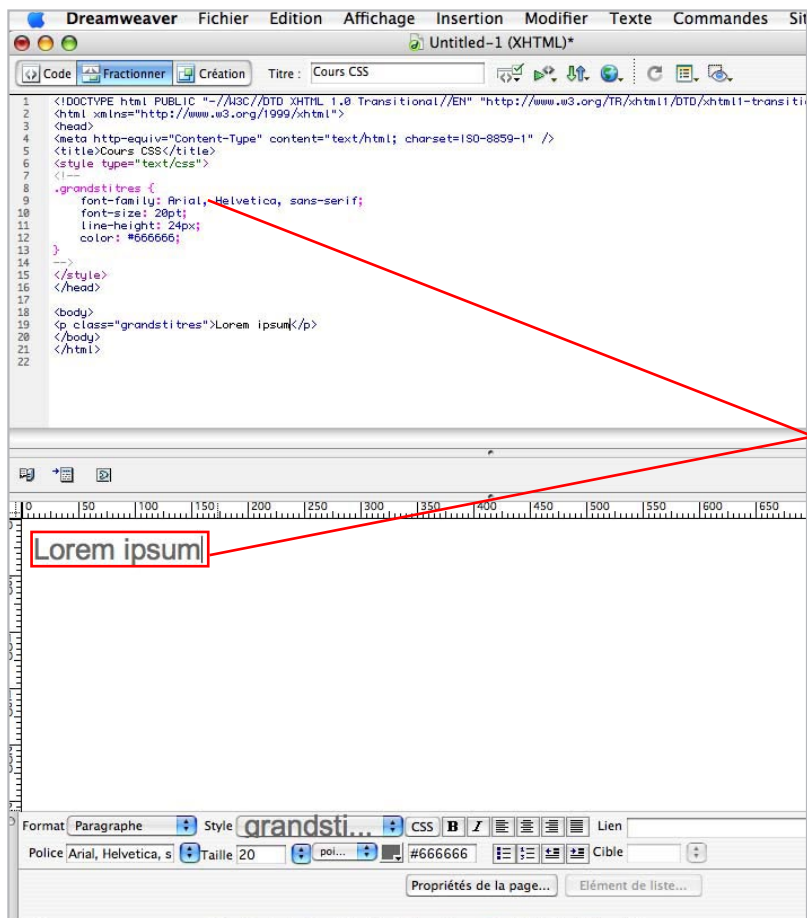 Dreamweaver Fichier Edition Affichage Insertion Modifier Texte Commandes Sit
Untitled-1 (XHTML)*
Code Fractionner Création Titre : Cours CSS
1 <!DOCTYPE html PUBLIC "-//W3C//DTD XHTML 1.0 Transitional//EN" "http://www.w3.org/TR/xhtml1/DTD/xhtml1-transiti
2 <html xmlns="http://www.w3.org/1999/xhtml">
3 <head>
4 <meta http-equiv="Content-Type" content="text/html; charset=ISO-8859-1" />
5 <title>Cours CSS</title>
6 <style type="text/css">
7 <!--
8 .grandstitres {
9 font-family: Arial, Helvetica, sans-serif;
10 font-size: 20pt;
11 line-height: 24px;
12 color: #666666;
13 }
14 -->
15 </style>
16 </head>
17
18 <body>
19 <p class="grandstitres">Lorem ipsum</p>
20 </body>
21 </html>
22
0 50 100 150 200 250 300 350 400 450 500 550 600 650
Lorem ipsum
Format Paragraphe Style grandsti... CSS B I Lien
Police Arial, Helvetica, s Taille 20 poi... #666666 Cible
Propriétés de la page... Elément de liste...